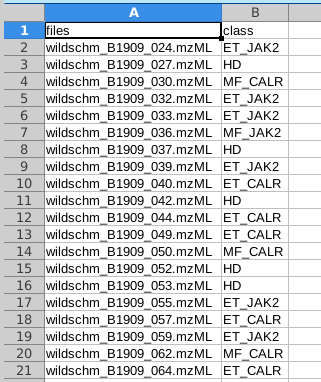 A B
1 files class
2 wildschm_B1909_024.mzML ET_JAK2
3 wildschm_B1909_027.mzML HD
4 wildschm_B1909_030.mzML MF_CALR
5 wildschm_B1909_032.mzML ET_JAK2
6 wildschm_B1909_033.mzML ET_JAK2
7 wildschm_B1909_036.mzML MF_JAK2
8 wildschm_B1909_037.mzML HD
9 wildschm_B1909_039.mzML ET_JAK2
10 wildschm_B1909_040.mzML ET_CALR
11 wildschm_B1909_042.mzML HD
12 wildschm_B1909_044.mzML ET_CALR
13 wildschm_B1909_049.mzML ET_CALR
14 wildschm_B1909_050.mzML MF_CALR
15 wildschm_B1909_052.mzML HD
16 wildschm_B1909_053.mzML HD
17 wildschm_B1909_055.mzML ET_JAK2
18 wildschm_B1909_057.mzML ET_CALR
19 wildschm_B1909_059.mzML ET_JAK2
20 wildschm_B1909_062.mzML MF_CALR
21 wildschm_B1909_064.mzML ET_CALR